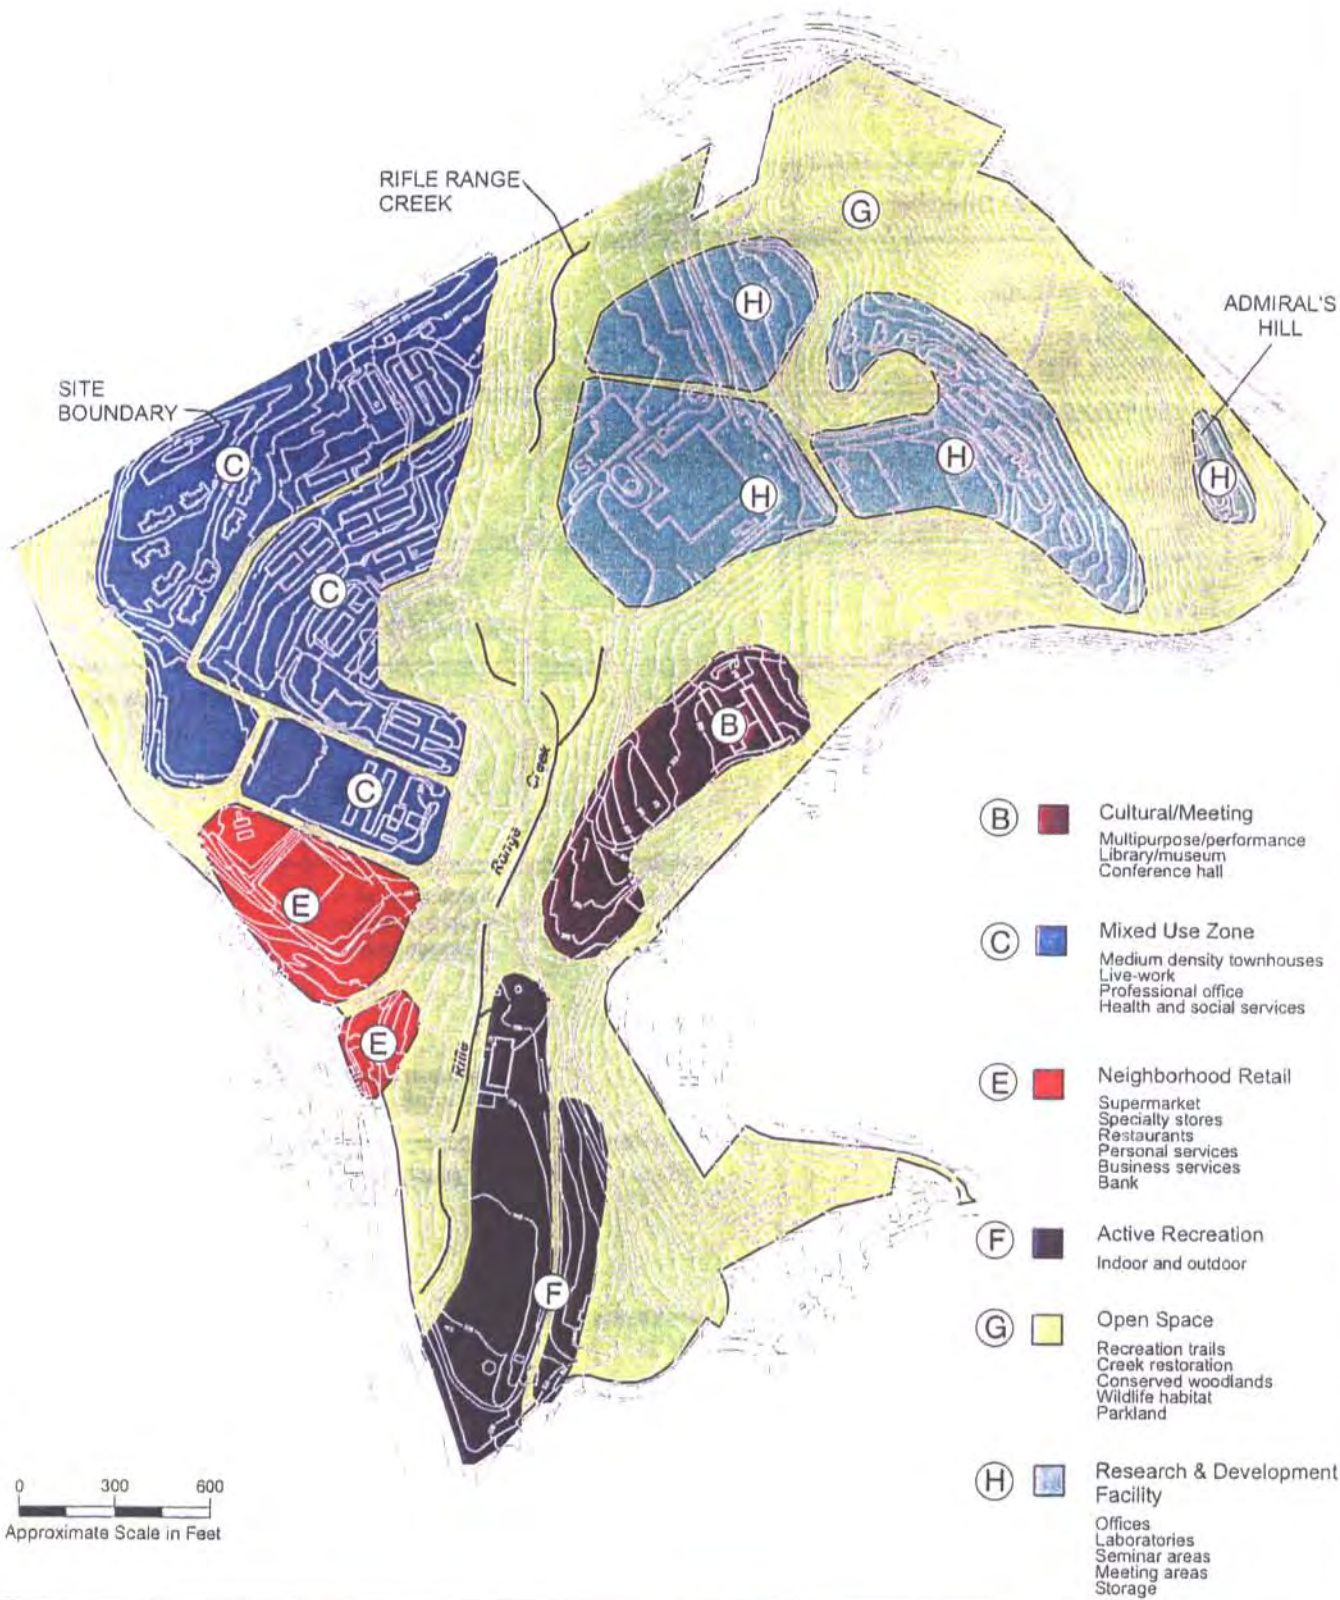 RIFLE RANGE
CREEK
G
H
ADMIRAL'S
HILL
SITE
BOUNDARY
C
H
H
H
C
B
Creek
C
Range
E
E
Rifle
F
B
Cultural/Meeting
Multipurpose/performance
Library/museum
Conference hall
C
Mixed Use Zone
Medium density townhouses
Live-work
Professional office
Health and social services
E
Neighborhood Retail
Supermarket
Specialty stores
Restaurants
Personal services
Business services
Bank
F
Active Recreation
Indoor and outdoor
G
Open Space
Recreation trails
Creek restoration
Conserved woodlands
Wildlife habitat
Parkland
H
Research & Development
Facility
Offices
Laboratories
Seminar areas
Meeting areas
Storage
0 300 600
Approximate Scale in Feet